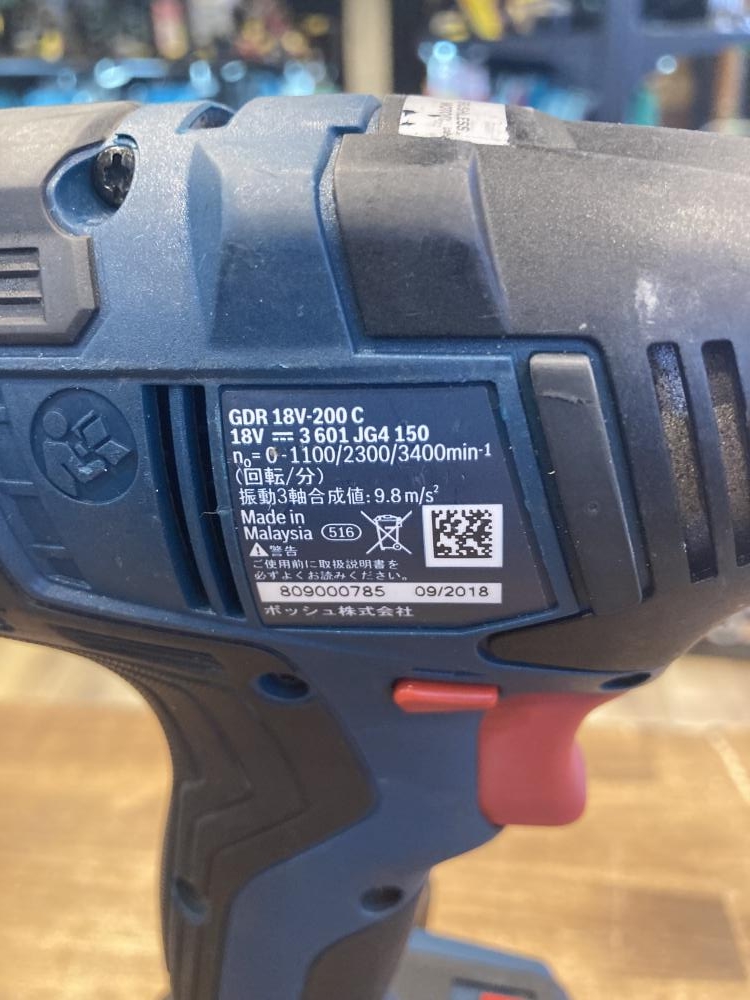 GDR 18V-200 C
18V ⎓ 3 601 JG4 150
n₀= 0 -1100/2300/3400min⁻¹
(回転/分)
振動3軸合成値: 9.8 m/s²
Made in
Malaysia 516
警告
ご使用前に取扱説明書を
必ずよくお読みください。
809000785 09/2018
ボッシュ株式会社